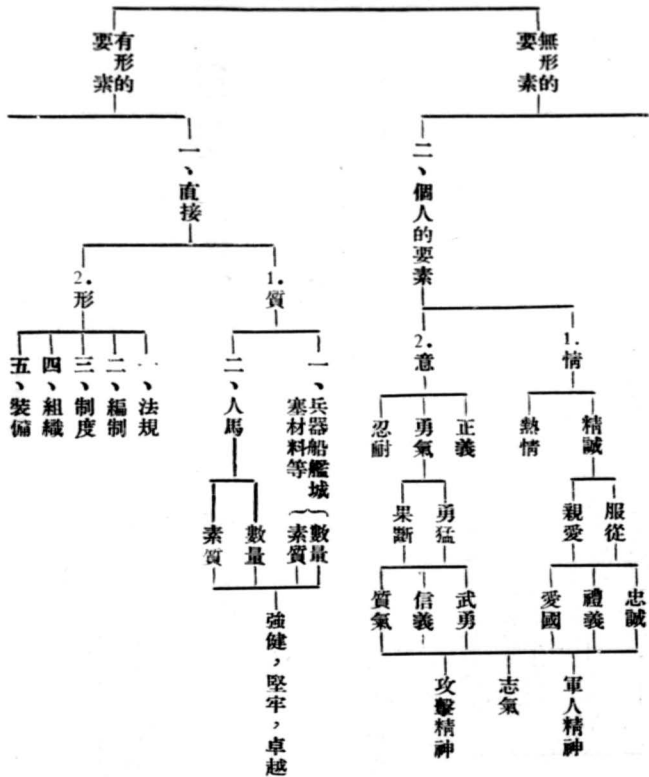 無形的
要素
有形的
要素
二、個人的要素
一、直接
1.情
2.意
1.質
2.形
精誠
熱情
正義
勇氣
忍耐
一、兵器船艦城
塞材料等
數量
素質
二、人馬
數量
素質
一、法規
二、編制
三、制度
四、組織
五、裝備
服從
親愛
勇猛
果斷
忠誠
禮義
愛國
武勇
信義
質氣
軍人精神
志氣
攻擊精神
強健，堅牢，卓越